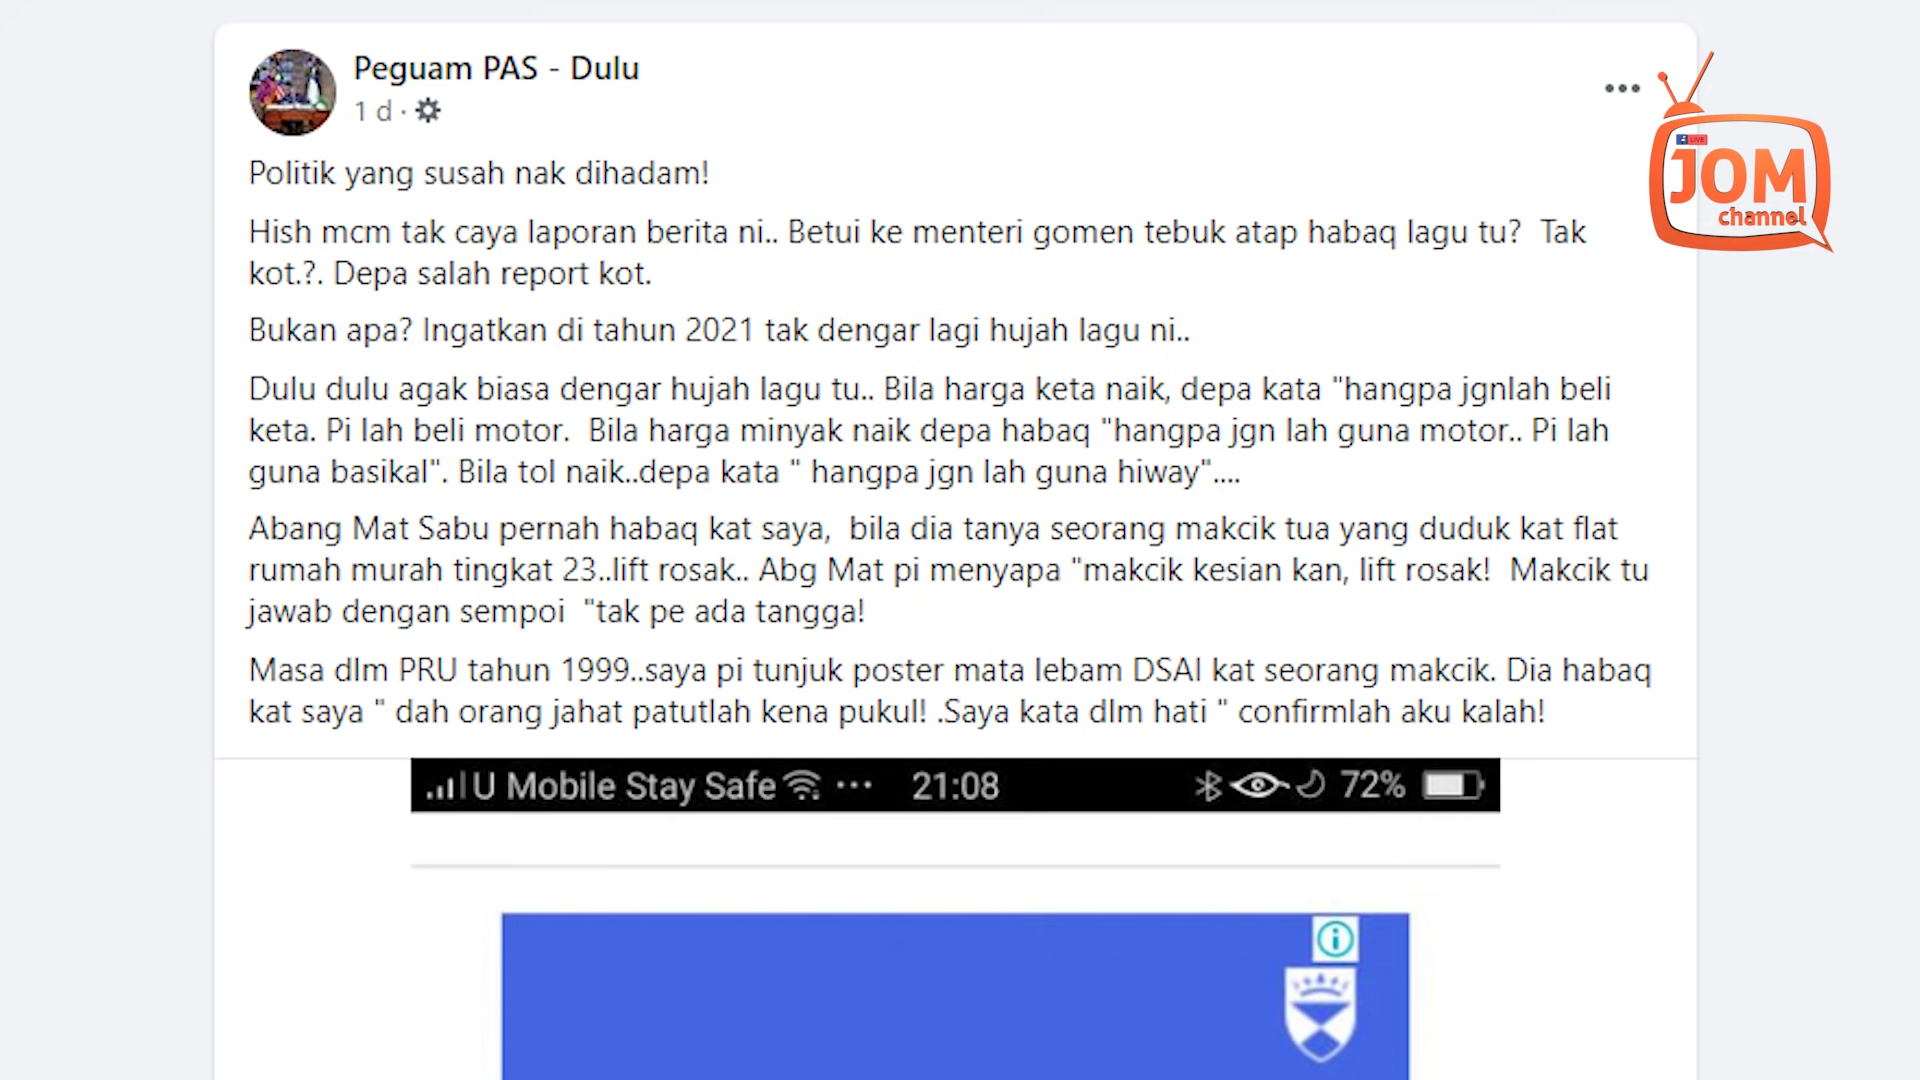 Peguam PAS - Dulu
1 d ·
Politik yang susah nak dihadam!
Hish mcm tak caya laporan berita ni.. Betui ke menteri gomen tebuk atap habaq lagu tu?  Tak
kot.?. Depa salah report kot.
Bukan apa? Ingatkan di tahun 2021 tak dengar lagi hujah lagu ni..
Dulu dulu agak biasa dengar hujah lagu tu.. Bila harga keta naik, depa kata "hangpa jgnlah beli
keta. Pi lah beli motor.  Bila harga minyak naik depa habaq "hangpa jgn lah guna motor.. Pi lah
guna basikal". Bila tol naik..depa kata " hangpa jgn lah guna hiway"....
Abang Mat Sabu pernah habaq kat saya,  bila dia tanya seorang makcik tua yang duduk kat flat
rumah murah tingkat 23..lift rosak.. Abg Mat pi menyapa "makcik kesian kan, lift rosak!  Makcik tu
jawab dengan sempoi  "tak pe ada tangga!
Masa dlm PRU tahun 1999..saya pi tunjuk poster mata lebam DSAI kat seorang makcik. Dia habaq
kat saya " dah orang jahat patutlah kena pukul! .Saya kata dlm hati " confirmlah aku kalah!
U Mobile Stay Safe ... 21:08 72%
LIVE
JOM
channel